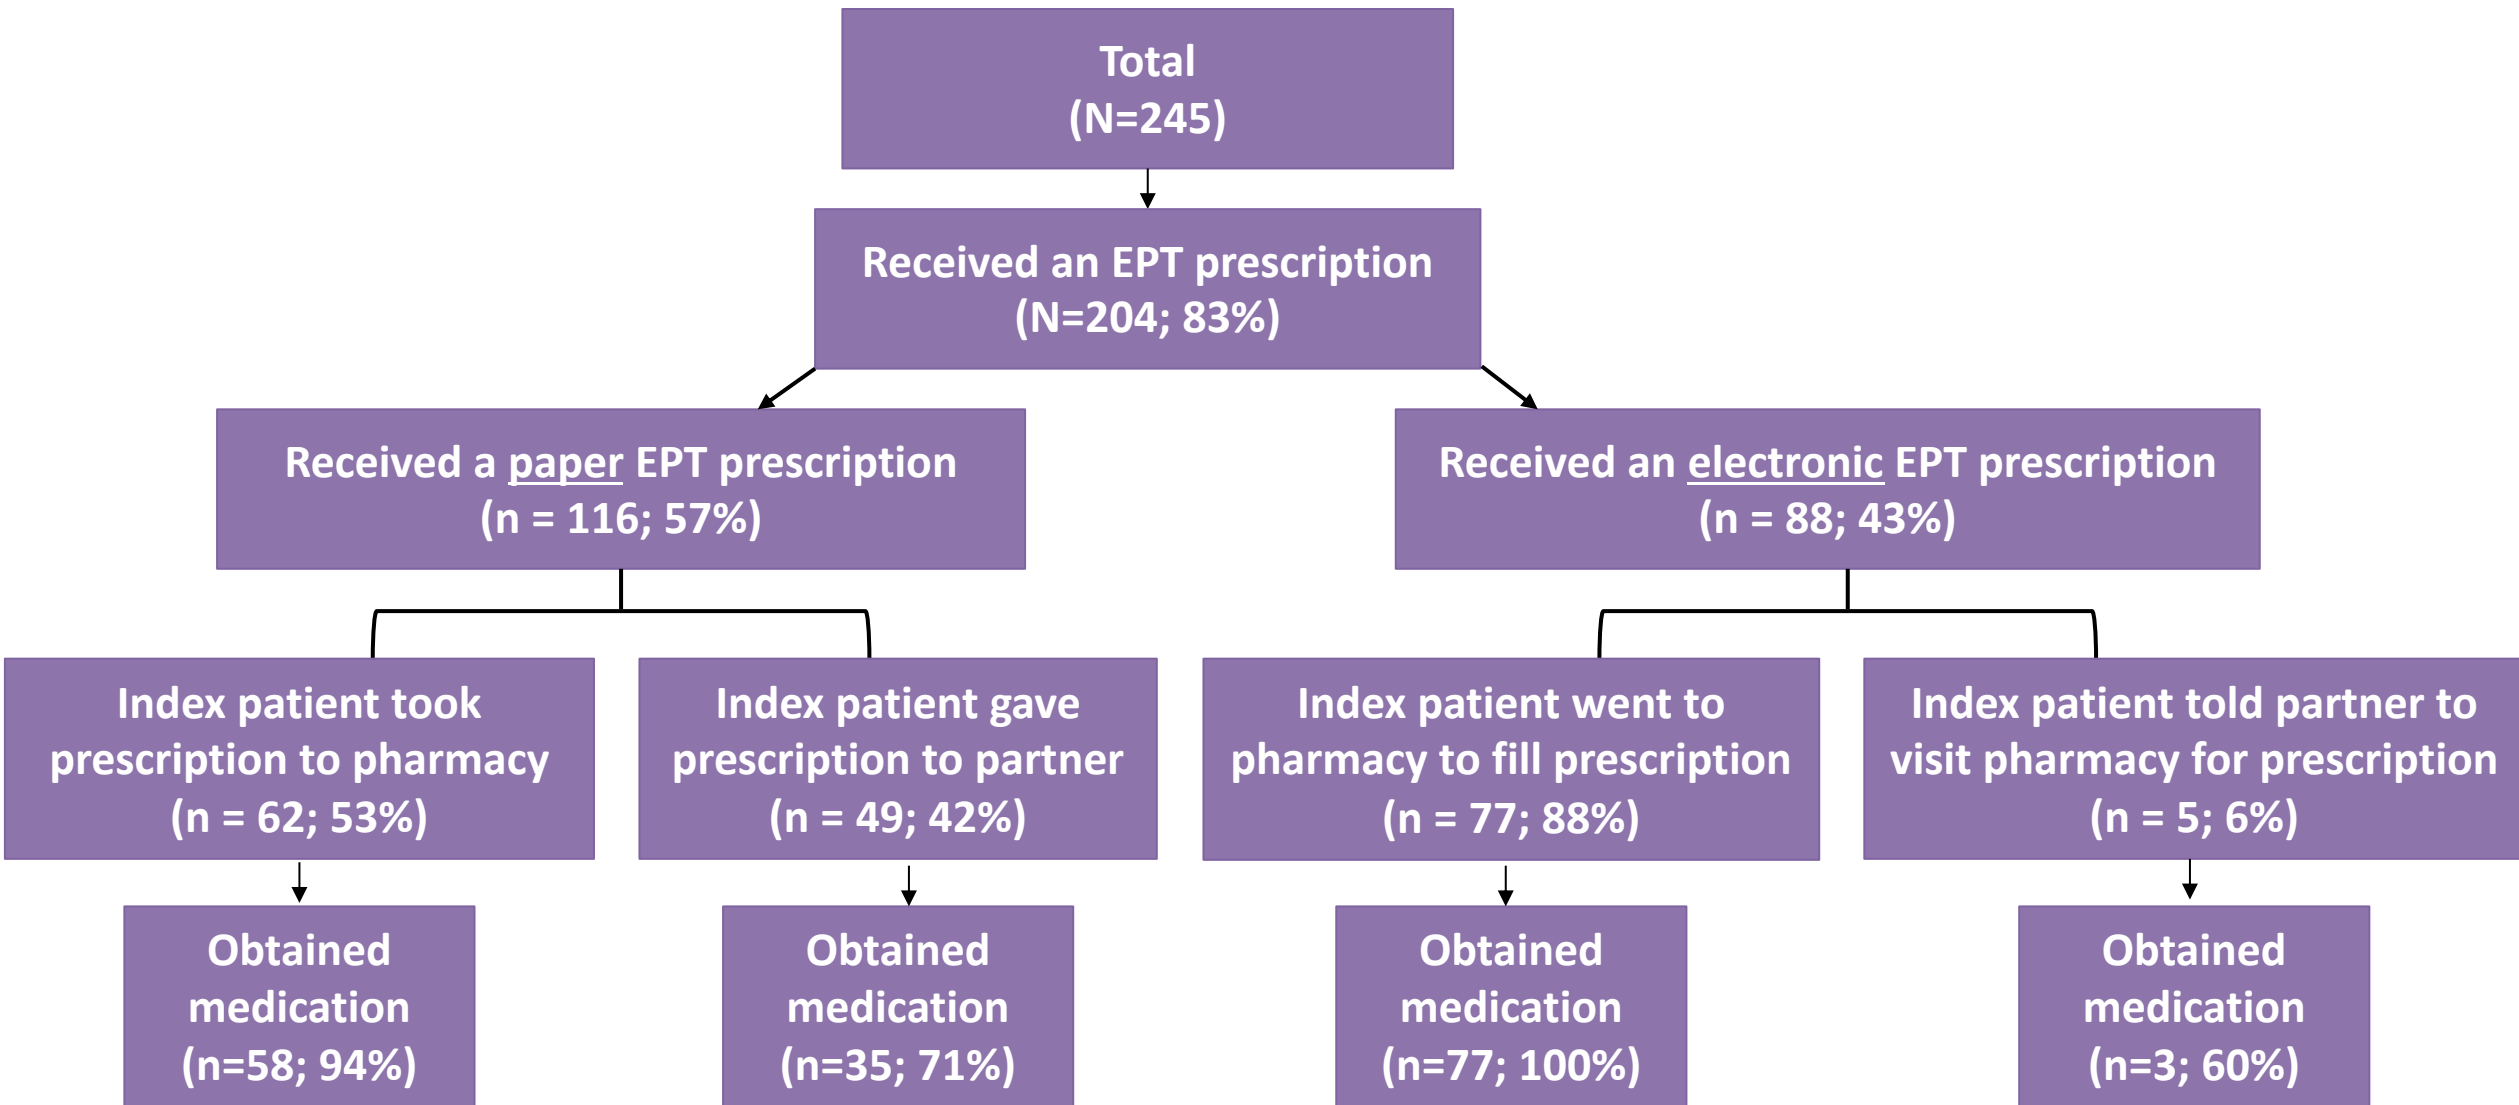 Total
(N=245)
Received an EPT prescription
(N=204; 83%)
Received a paper EPT prescription
(n = 116; 57%)
Received an electronic EPT prescription
(n = 88; 43%)
Index patient took
prescription to pharmacy
(n = 62; 53%)
Index patient gave
prescription to partner
(n = 49; 42%)
Index patient went to
pharmacy to fill prescription
(n = 77; 88%)
Index patient told partner to
visit pharmacy for prescription
(n = 5; 6%)
Obtained
medication
(n=58; 94%)
Obtained
medication
(n=35; 71%)
Obtained
medication
(n=77; 100%)
Obtained
medication
(n=3; 60%)